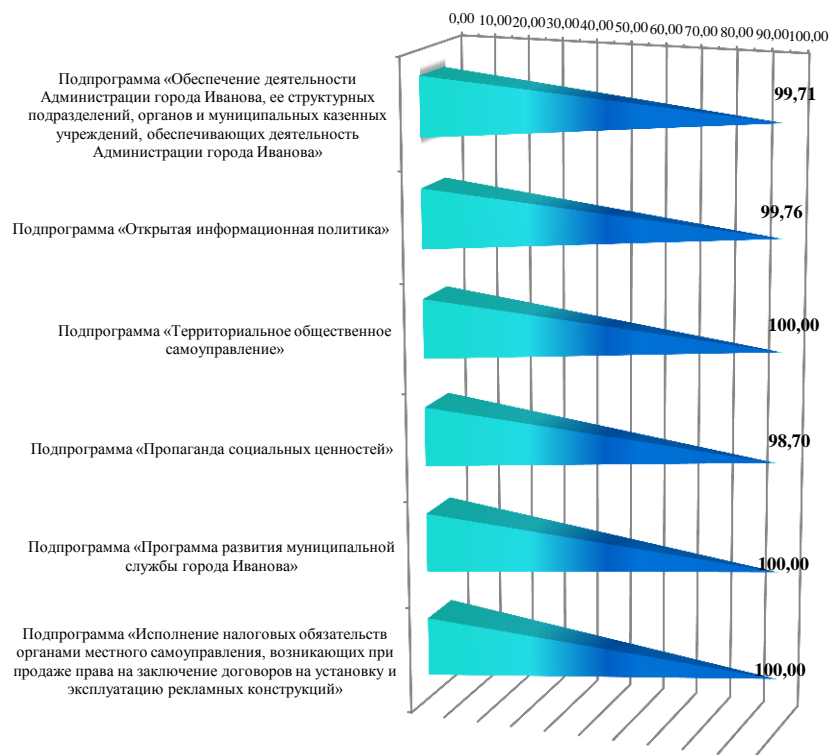 0,00 10,00 20,00 30,00 40,00 50,00 60,00 70,00 80,00 90,00 100,00
Подпрограмма «Обеспечение деятельности
Администрации города Иванова, ее структурных
подразделений, органов и муниципальных казенных
учреждений, обеспечивающих деятельность
Администрации города Иванова»
99,71
Подпрограмма «Открытая информационная политика»
99,76
Подпрограмма «Территориальное общественное
самоуправление»
100,00
Подпрограмма «Пропаганда социальных ценностей»
98,70
Подпрограмма «Программа развития муниципальной
службы города Иванова»
100,00
Подпрограмма «Исполнение налоговых обязательств
органами местного самоуправления, возникающих при
продаже права на заключение договоров на установку и
эксплуатацию рекламных конструкций»
100,00